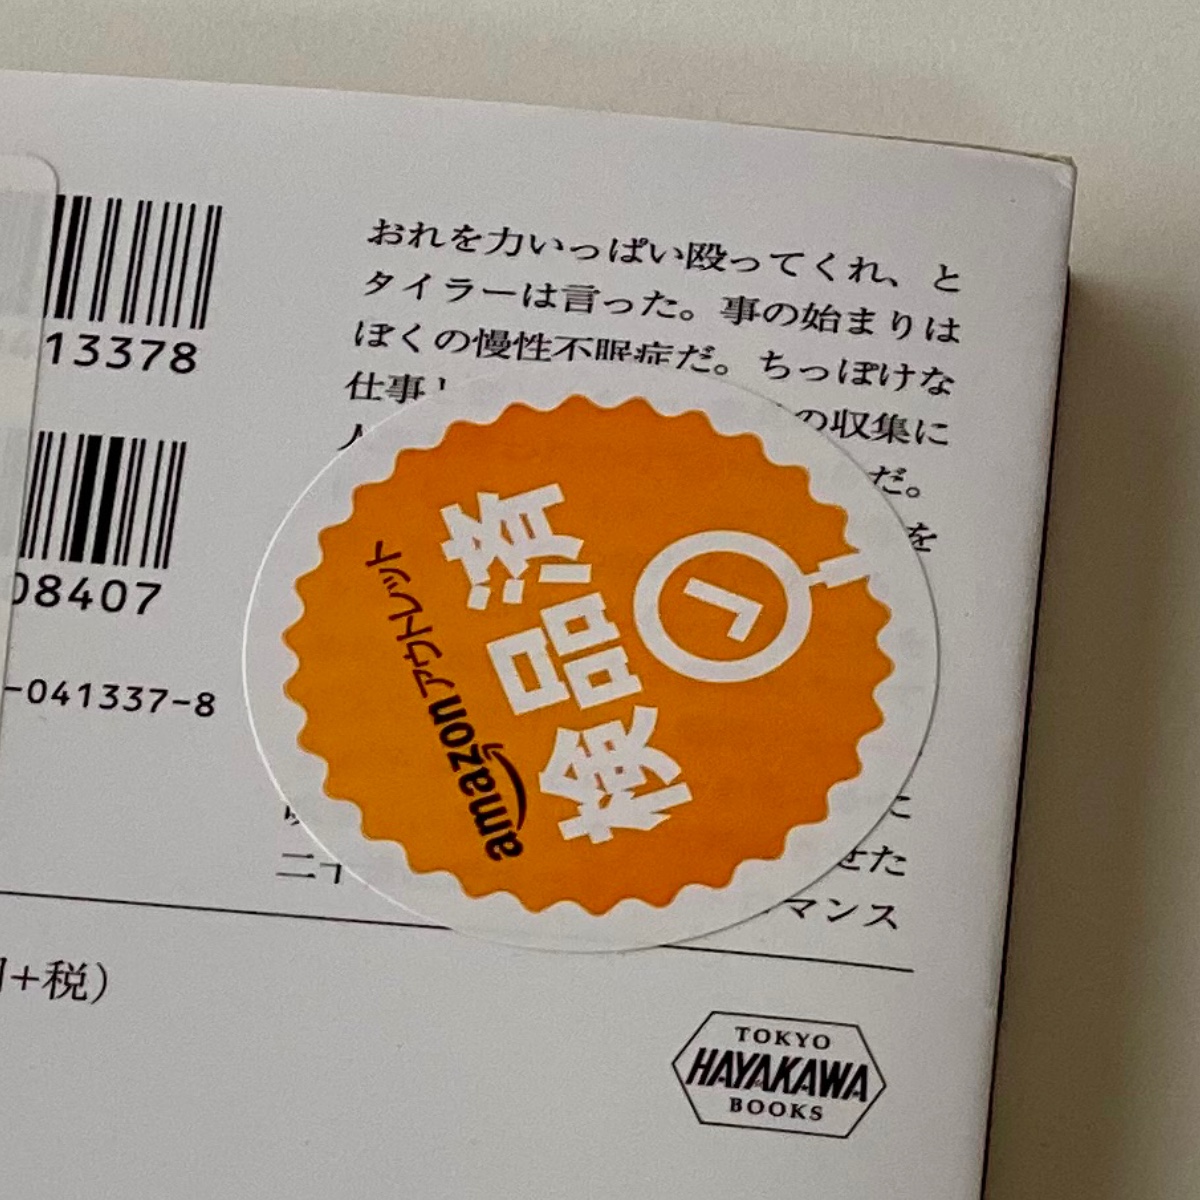 13378
08407
-041337-8
おれを力いっぱい殴ってくれ、と
タイラーは言った。事の始まりは
ぼくの慢性不眠症だ。ちっぽけな
仕事
の収集に
だ。
を
せた
マンス
検品済
amazonアウトレット
+税)
TOKYO
HAYAKAWA
BOOKS